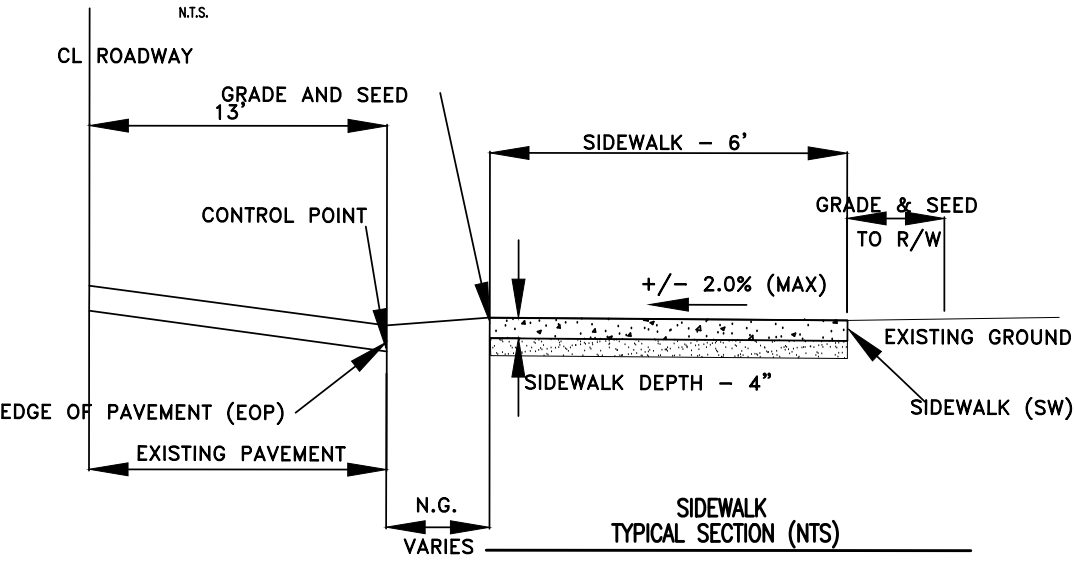 N.T.S.
CL ROADWAY
GRADE AND SEED
13'
SIDEWALK – 6'
CONTROL POINT
GRADE & SEED
TO R/W
+/- 2.0% (MAX)
EXISTING GROUND
SIDEWALK DEPTH – 4"
EDGE OF PAVEMENT (EOP)
SIDEWALK (SW)
EXISTING PAVEMENT
N.G.
VARIES
SIDEWALK
TYPICAL SECTION (NTS)